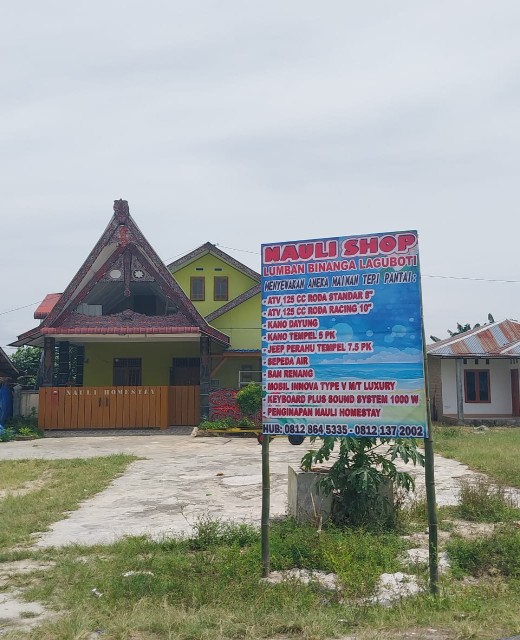 NAULI SHOP
LUMBAN BINANGA LAGUBOTI
MENYEWAKAN ANEKA MAINAN TEPI PANTAI :
- ATV 125 CC RODA STANDAR 8"
- ATV 125 CC RODA RACING 10"
- KANO DAYUNG
- KANO TEMPEL 5 PK
- JEEP PERAHU TEMPEL 7.5 PK
- SEPEDA AIR
- BAN RENANG
- MOBIL INNOVA TYPE V M/T LUXURY
- KEYBOARD PLUS SOUND SYSTEM 1000 W
- PENGINAPAN NAULI HOMESTAY
HUB: 0812 864 5335 - 0812 137 2002
NAULI HOMESTAY